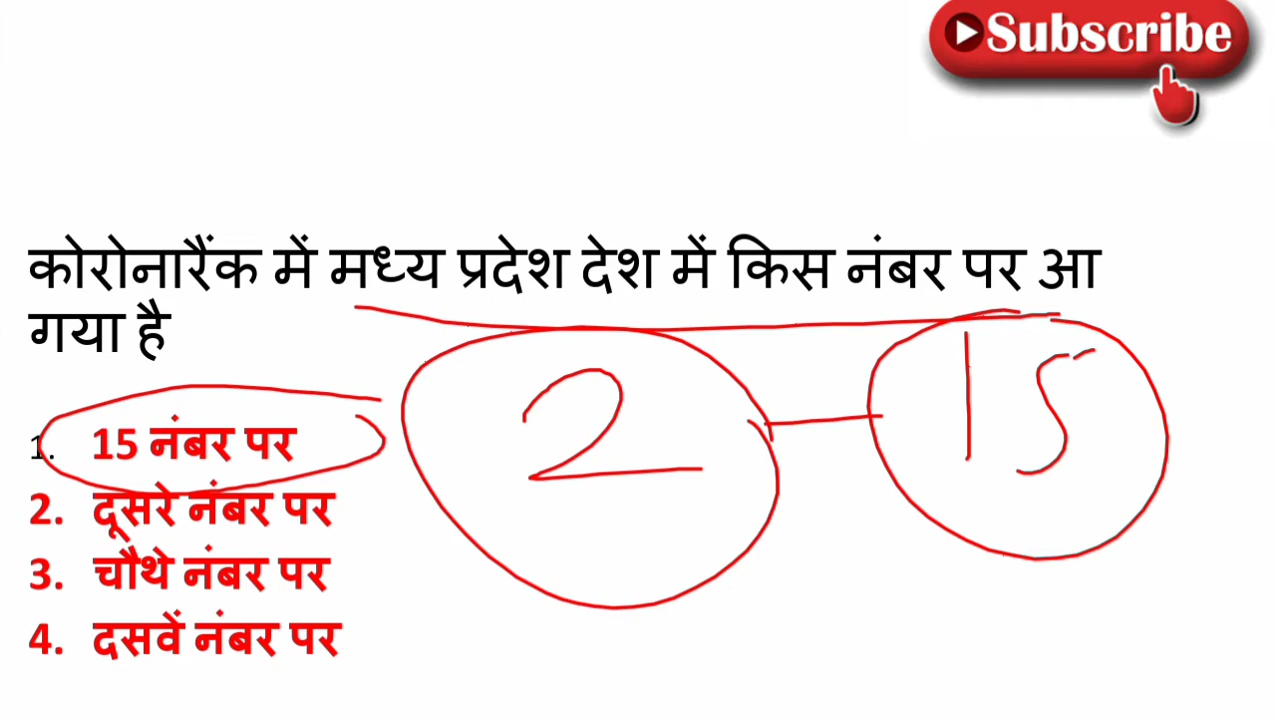 Subscribe
कोरोनारैंक में मध्य प्रदेश देश में किस नंबर पर आ
गया है
2 15
1. 15 नंबर पर
2. दूसरे नंबर पर
3. चौथे नंबर पर
4. दसवें नंबर पर